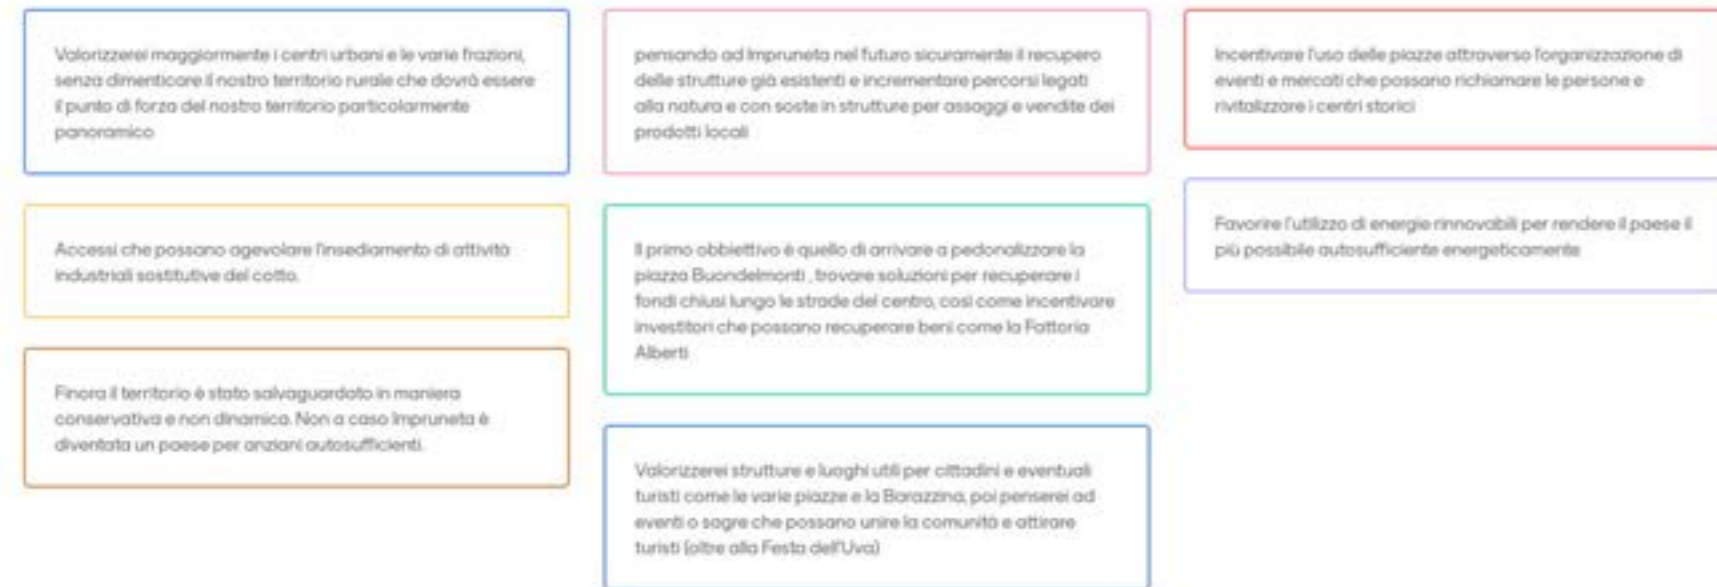 Valorizzerei maggiormente i centri urbani e le varie frazioni,
senza dimenticare il nostro territorio rurale che dovrà essere
il punto di forza del nostro territorio particolarmente
panoramico
Accessi che possano agevolare l'insediamento di attività
industriali sostitutive del cotto.
Finora il territorio è stato salvaguardato in maniera
conservativa e non dinamica. Non a caso Impruneta è
diventata un paese per anziani autosufficienti.
pensando ad Impruneta nel futuro sicuramente il recupero
delle strutture già esistenti e incrementare percorsi legati
alla natura e con soste in strutture per assaggi e vendite dei
prodotti locali
Il primo obbiettivo è quello di arrivare a pedonalizzare la
piazza Buondelmonti , trovare soluzioni per recuperare i
fondi chiusi lungo le strade del centro, così come incentivare
investitori che possano recuperare beni come la Fattoria
Alberti
Valorizzerei strutture e luoghi utili per cittadini e eventuali
turisti come le varie piazze e la Barazzina, poi penserei ad
eventi o sagre che possano unire la comunità e attirare
turisti (oltre alla Festa dell'Uva)
Incentivare l'uso delle piazze attraverso l'organizzazione di
eventi e mercati che possano richiamare le persone e
rivitalizzare i centri storici
Favorire l'utilizzo di energie rinnovabili per rendere il paese il
più possibile autosufficiente energeticamente